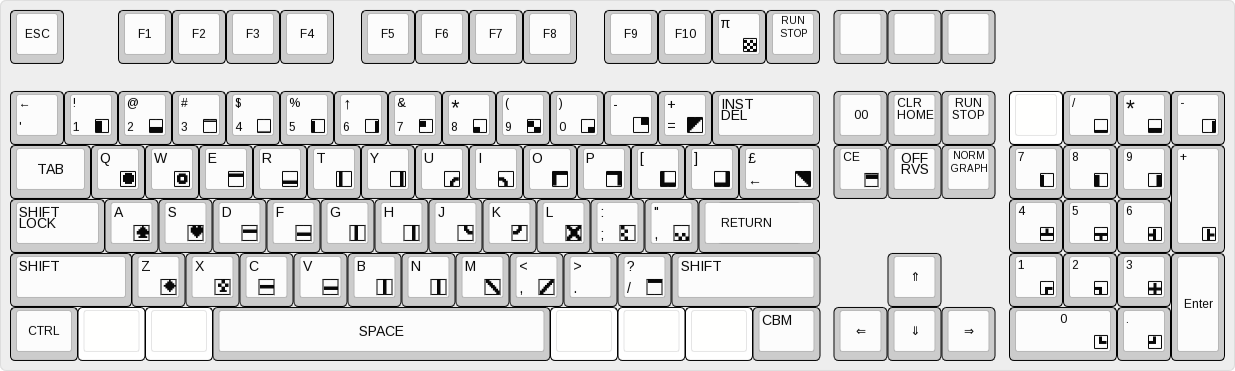 ESC F1 F2 F3 F4 F5 F6 F7 F8 F9 F10 π RUN
STOP
← ! @ # $ % ↑ & * ( ) - + INST CLR RUN / * -
' 1 2 3 4 5 6 7 8 9 0 = DEL 00 HOME STOP
TAB Q W E R T Y U I O P [ ] £ CE OFF NORM 7 8 9 +
← RVS GRAPH
SHIFT A S D F G H J K L : " RETURN 4 5 6
LOCK ; ,
SHIFT Z X C V B N M < > ? SHIFT ⇑ 1 2 3
, . /
Enter
CTRL SPACE CBM ⇐ ⇓ ⇒ 0 .